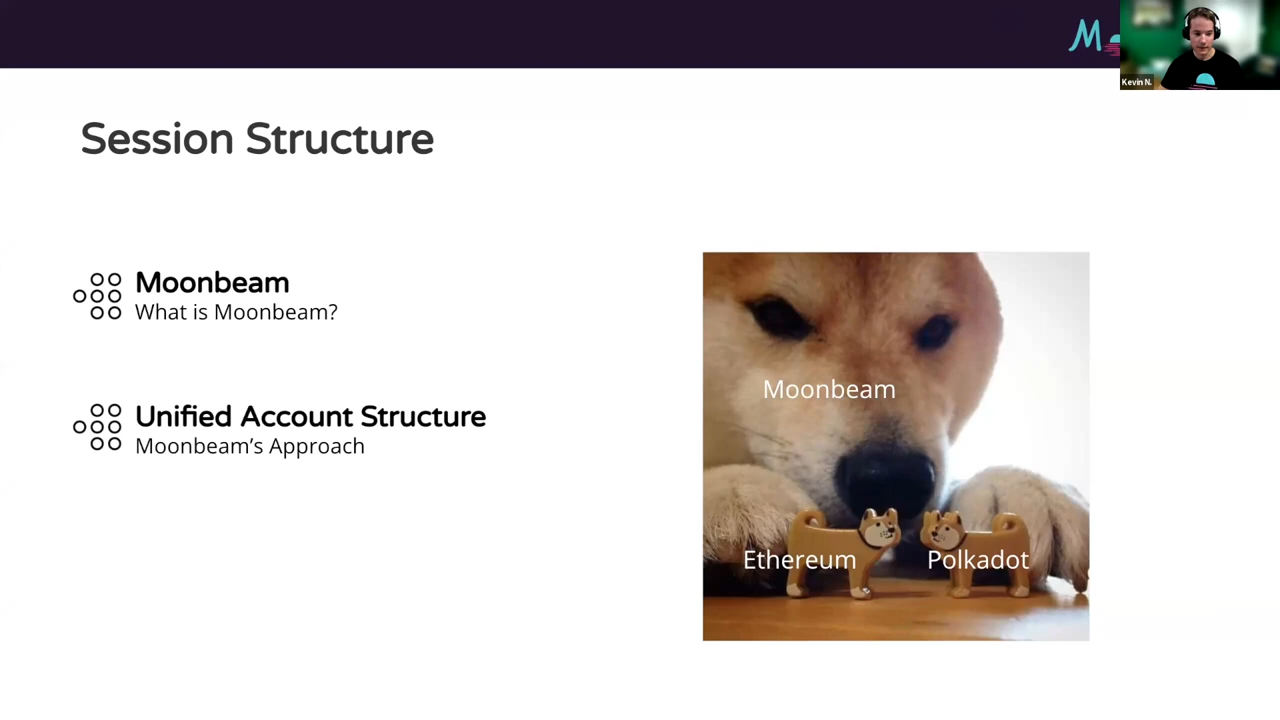 Kevin N.
Session Structure
Moonbeam
What is Moonbeam?
Unified Account Structure
Moonbeam’s Approach
Moonbeam
Ethereum
Polkadot